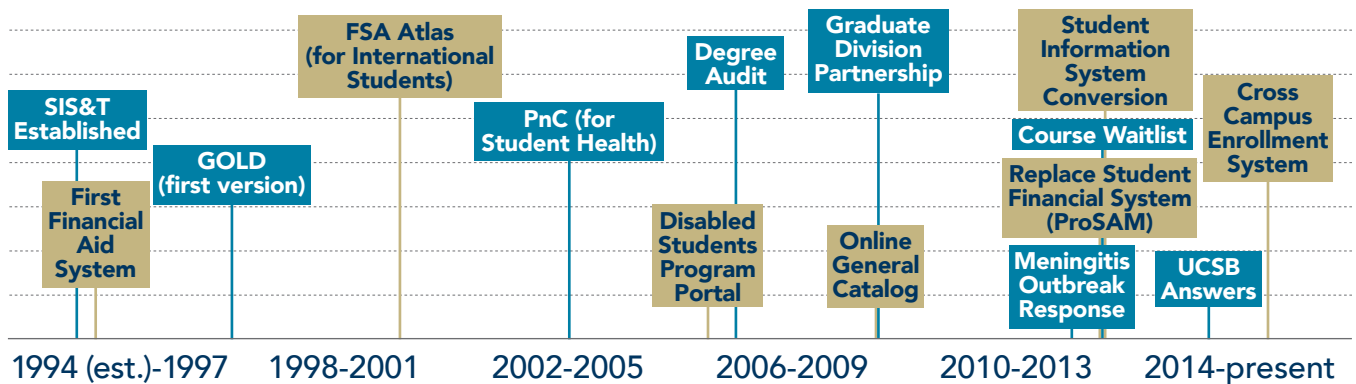 SIS&T
Established
First
Financial
Aid
System
GOLD
(first version)
FSA Atlas
(for International
Students)
PnC (for
Student Health)
Degree
Audit
Disabled
Students
Program
Portal
Graduate
Division
Partnership
Online
General
Catalog
Student
Information
System
Conversion
Course Waitlist
Replace Student
Financial System
(ProSAM)
Meningitis
Outbreak
Response
UCSB
Answers
Cross
Campus
Enrollment
System
1994 (est.)-1997
1998-2001
2002-2005
2006-2009
2010-2013
2014-present